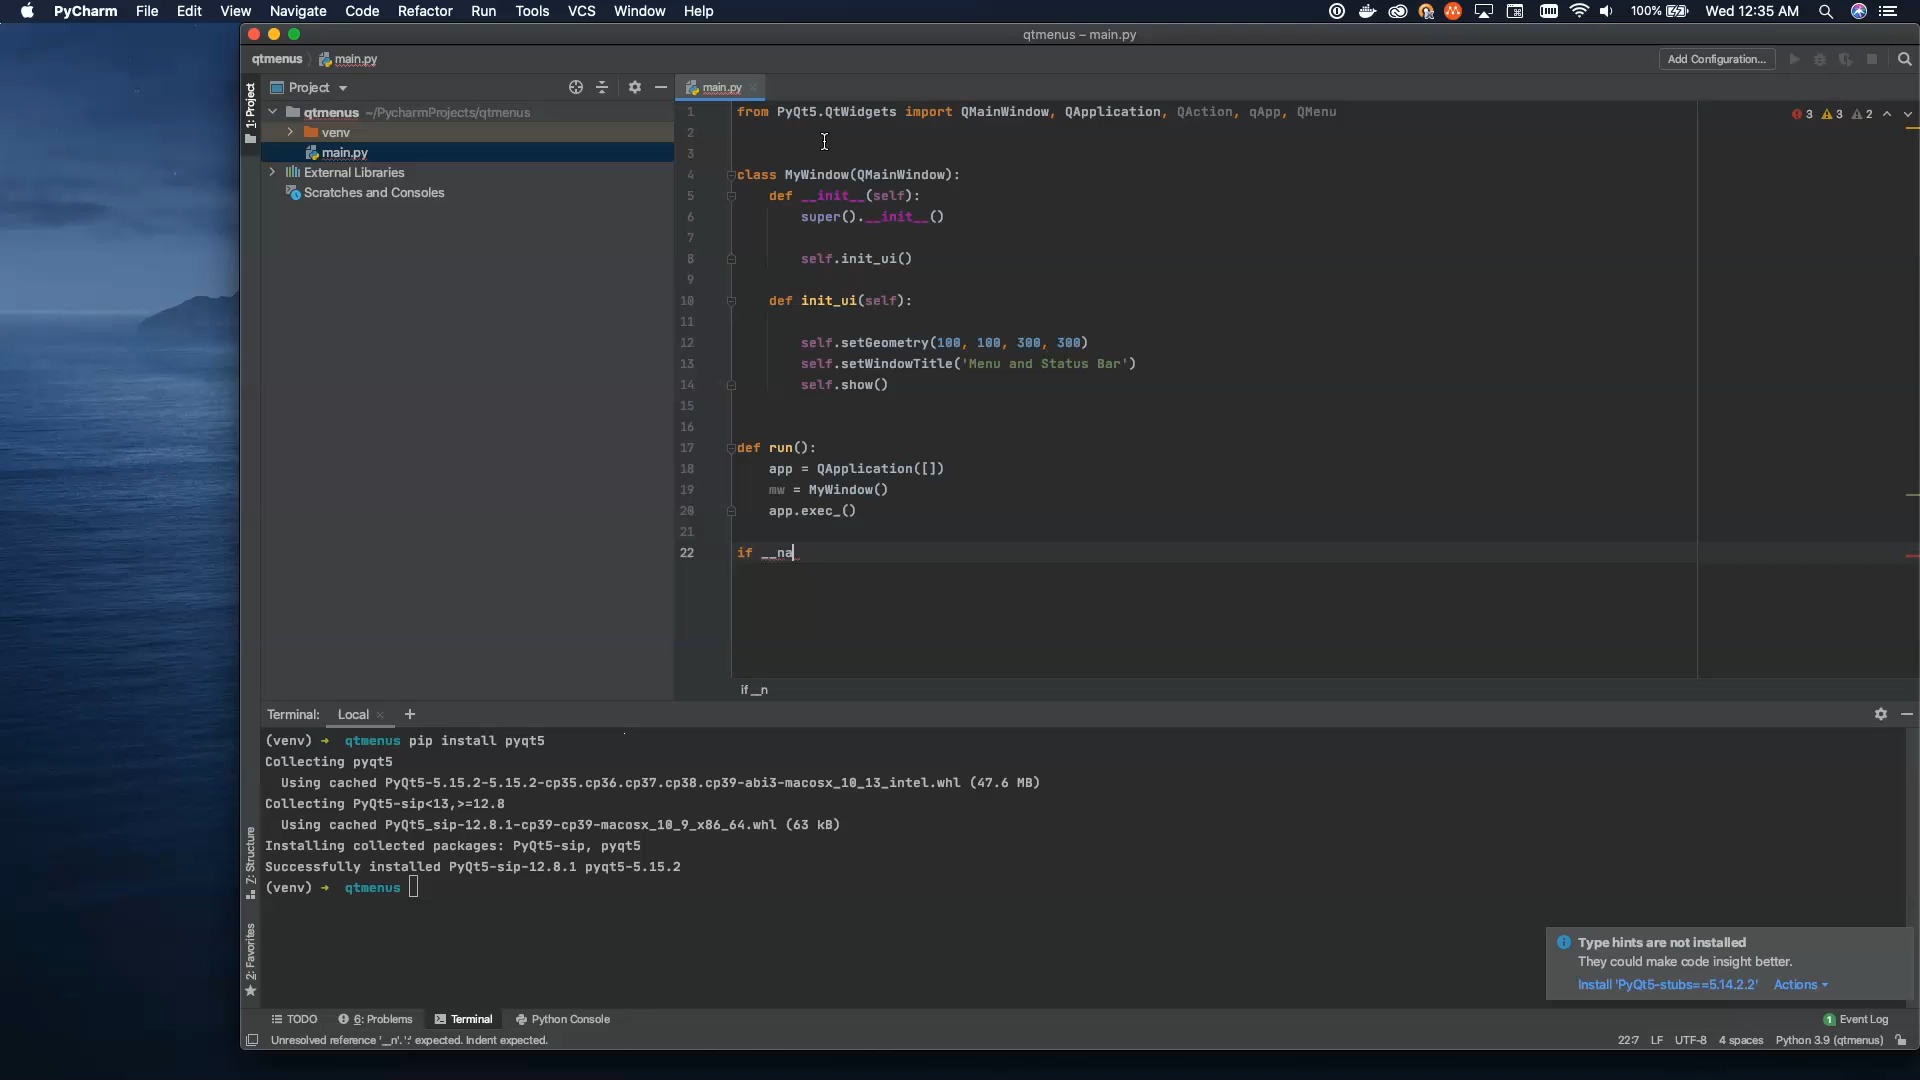 PyCharm File Edit View Navigate Code Refactor Run Tools VCS Window Help 100% Wed 12:35 AM
qtmenus – main.py
qtmenus main.py Add Configuration...
Project main.py
1: Project
qtmenus ~/PycharmProjects/qtmenus
venv
main.py
External Libraries
Scratches and Consoles
3 3 2
1 from PyQt5.QtWidgets import QMainWindow, QApplication, QAction, qApp, QMenu
2
3
4 class MyWindow(QMainWindow):
5 def __init__(self):
6 super().__init__()
7
8 self.init_ui()
9
10 def init_ui(self):
11
12 self.setGeometry(100, 100, 300, 300)
13 self.setWindowTitle('Menu and Status Bar')
14 self.show()
15
16
17 def run():
18 app = QApplication([])
19 mw = MyWindow()
20 app.exec_()
21
22 if __na
if __n
Terminal: Local +
(venv) ➜ qtmenus pip install pyqt5
Collecting pyqt5
Using cached PyQt5-5.15.2-5.15.2-cp35.cp36.cp37.cp38.cp39-abi3-macosx_10_13_intel.whl (47.6 MB)
Collecting PyQt5-sip<13,>=12.8
Using cached PyQt5_sip-12.8.1-cp39-cp39-macosx_10_9_x86_64.whl (63 kB)
Installing collected packages: PyQt5-sip, pyqt5
Successfully installed PyQt5-sip-12.8.1 pyqt5-5.15.2
(venv) ➜ qtmenus
7: Structure
2: Favorites
Type hints are not installed
They could make code insight better.
Install 'PyQt5-stubs==5.14.2.2' Actions
TODO 6: Problems Terminal Python Console 1 Event Log
Unresolved reference '__n'. ':' expected. Indent expected. 22:7 LF UTF-8 4 spaces Python 3.9 (qtmenus)